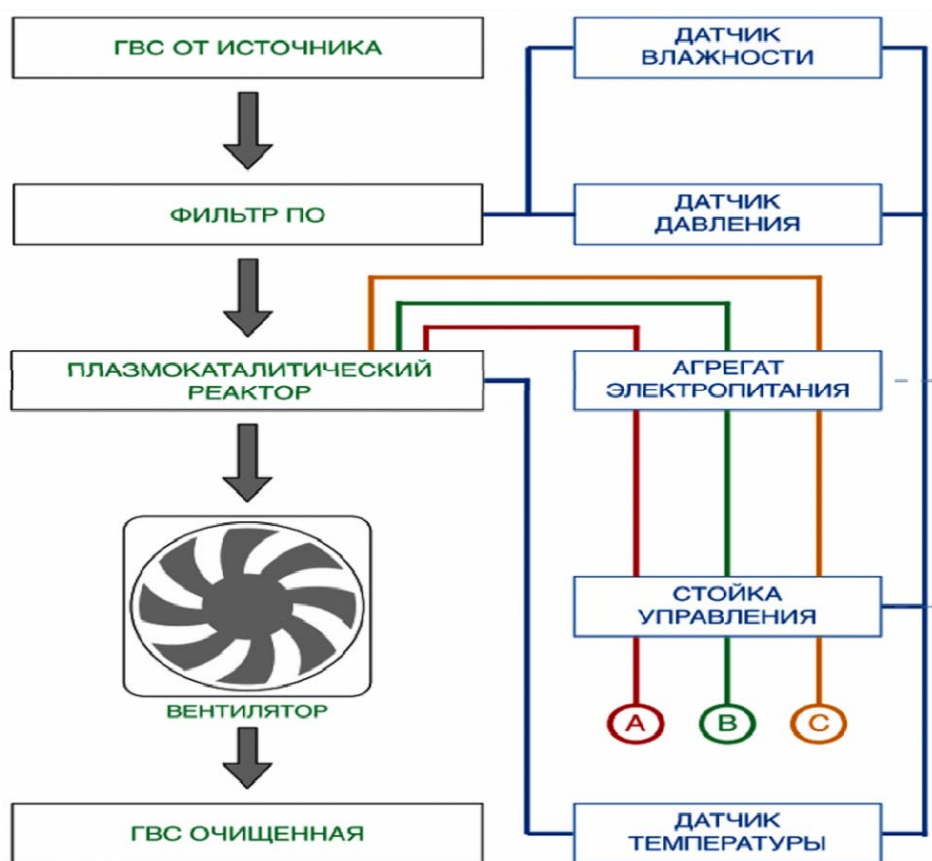 ГВС ОТ ИСТОЧНИКА
ДАТЧИК
ВЛАЖНОСТИ
ФИЛЬТР ПО
ДАТЧИК
ДАВЛЕНИЯ
ПЛАЗМОКАТАЛИТИЧЕСКИЙ
РЕАКТОР
АГРЕГАТ
ЭЛЕКТРОПИТАНИЯ
СТОЙКА
УПРАВЛЕНИЯ
ВЕНТИЛЯТОР
A B C
ГВС ОЧИЩЕННАЯ
ДАТЧИК
ТЕМПЕРАТУРЫ